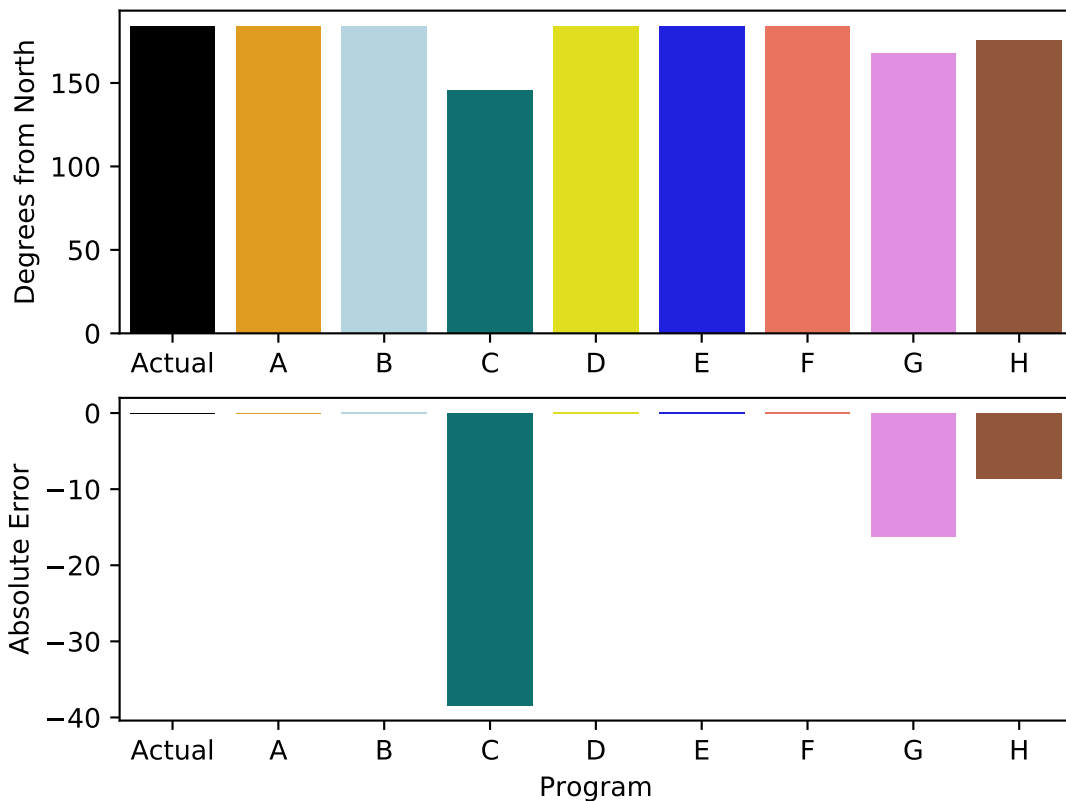 Degrees from North
150
100
50
0
Actual A B C D E F G H
Absolute Error
0
−10
−20
−30
−40
Actual A B C D E F G H
Program